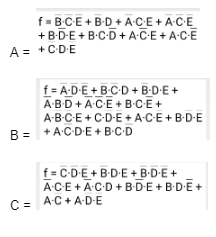 f = B·C·E + B·D + A·C·E + A·C·E
+ B·D·E + B·C·D + A·C·E + A·C·E
A = + C·D·E
f = A·D·E + B·C·D + B·D·E +
A·B·D + A·C·E + B·C·E +
A·B·C·E + C·D·E + A·C·E + B·D·E
B = + A·C·D·E + B·C·D
f = C·D·E + B·D·E + B·D·E +
A·C·E + A·C·D + B·D·E + B·D·E +
C = A·C + A·D·E